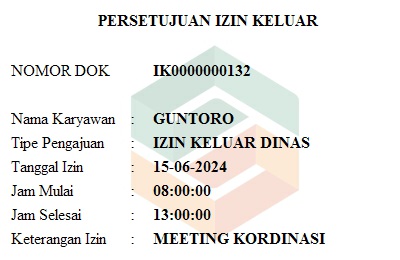 PERSETUJUAN IZIN KELUAR
NOMOR DOK IK0000000132
Nama Karyawan : GUNTORO
Tipe Pengajuan : IZIN KELUAR DINAS
Tanggal Izin : 15-06-2024
Jam Mulai : 08:00:00
Jam Selesai : 13:00:00
Keterangan Izin : MEETING KORDINASI